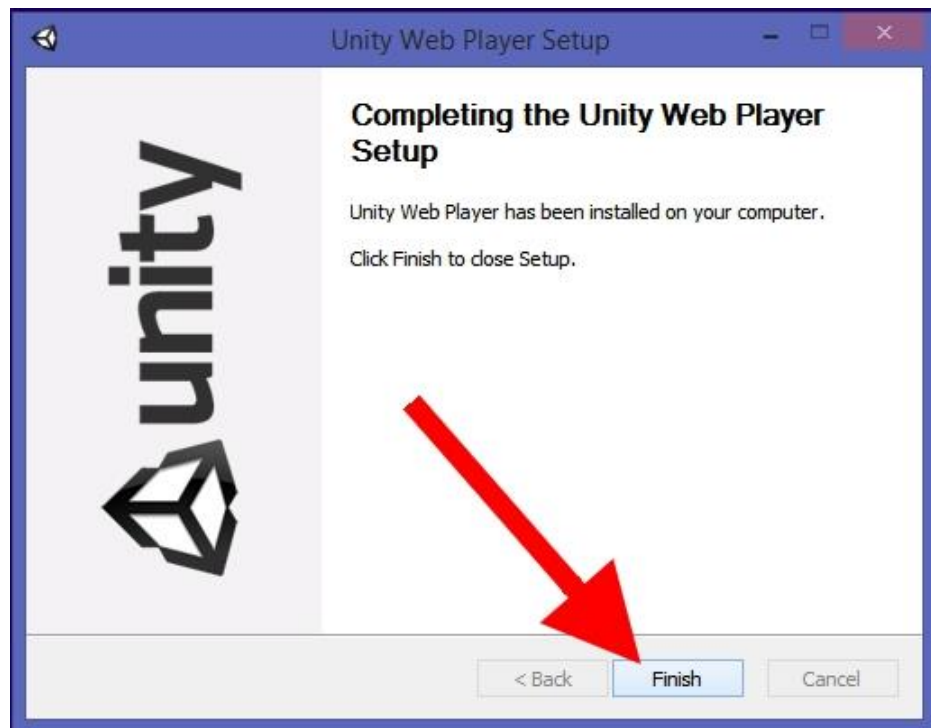 Unity Web Player Setup
Completing the Unity Web Player
Setup
Unity Web Player has been installed on your computer.
Click Finish to close Setup.
unity
< Back
Finish
Cancel